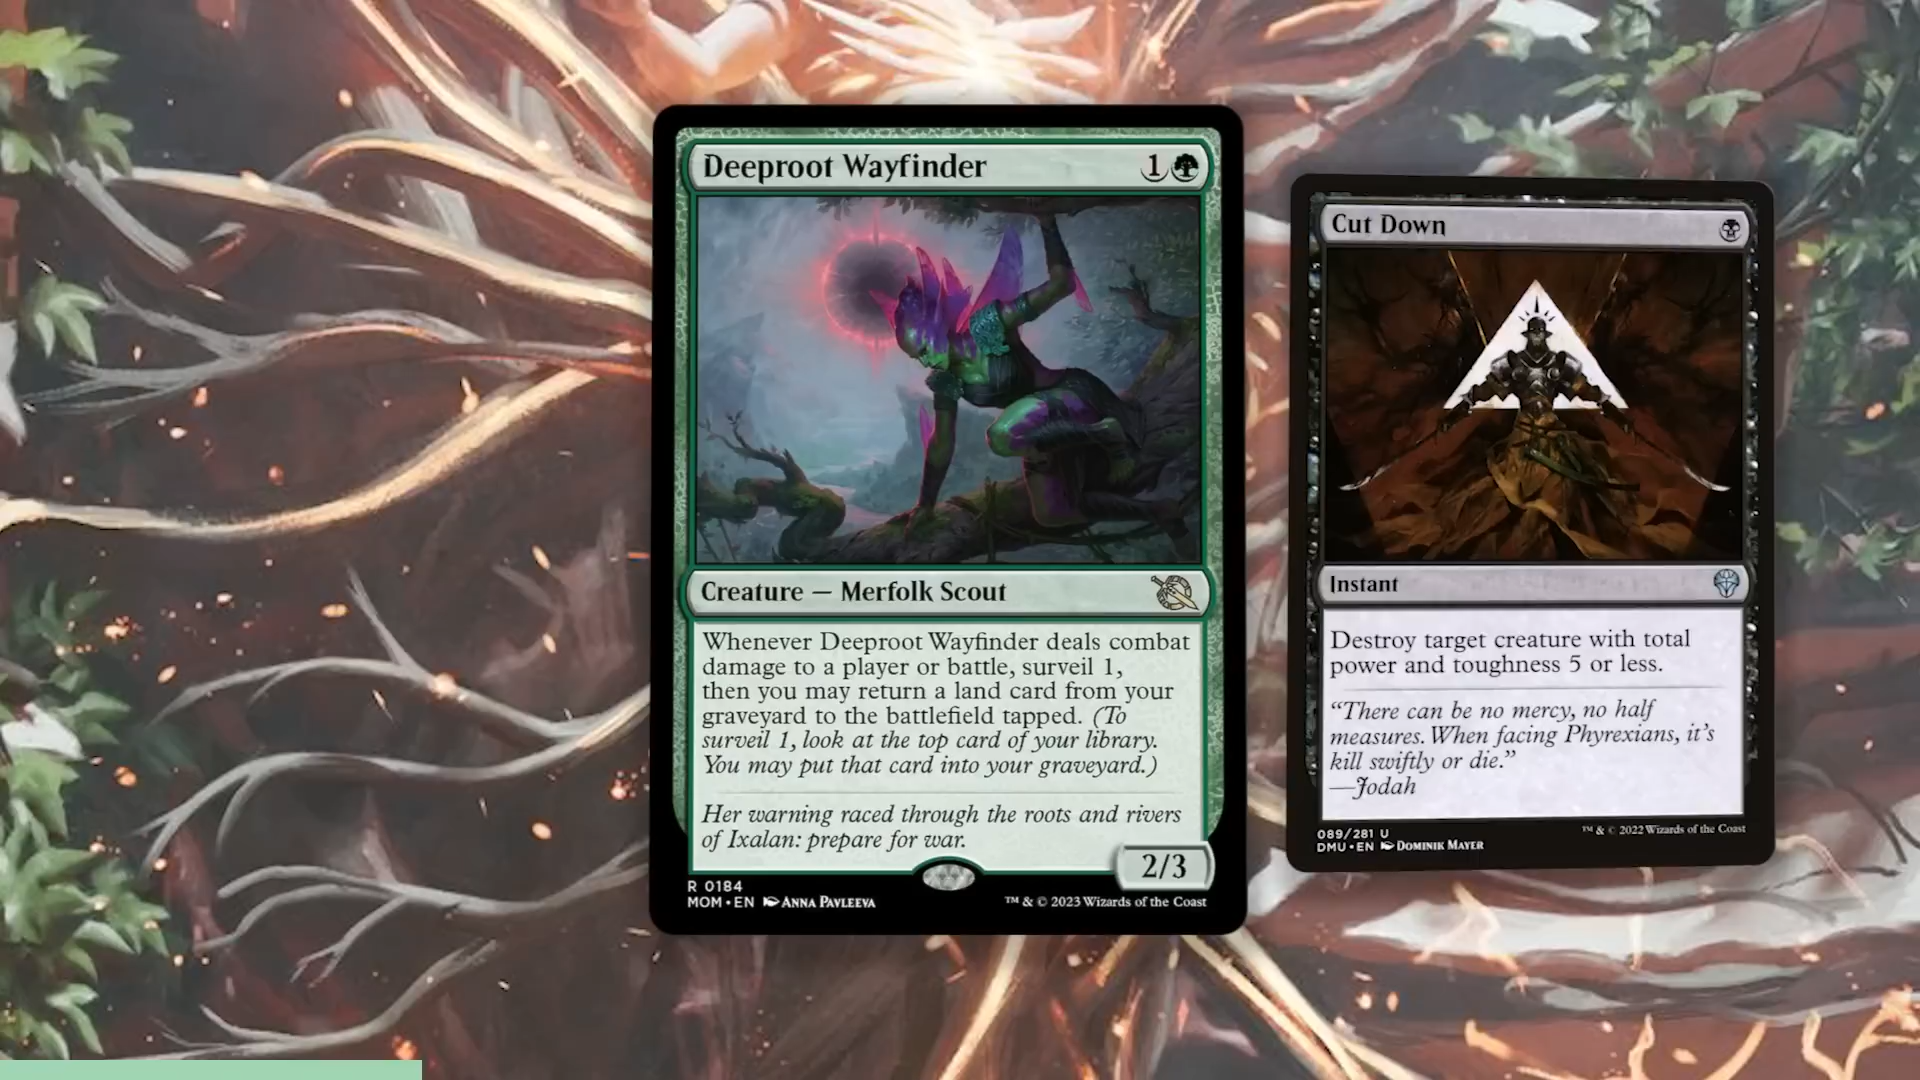 Deeproot Wayfinder
1
Creature — Merfolk Scout
Whenever Deeproot Wayfinder deals combat
damage to a player or battle, surveil 1,
then you may return a land card from your
graveyard to the battlefield tapped. (To
surveil 1, look at the top card of your library.
You may put that card into your graveyard.)
Her warning raced through the roots and rivers
of Ixalan: prepare for war.
2/3
R 0184
MOM • EN ANNA PAVLEEVA
™ & © 2023 Wizards of the Coast
Cut Down
Instant
Destroy target creature with total
power and toughness 5 or less.
“There can be no mercy, no half
measures. When facing Phyrexians, it’s
kill swiftly or die.”
—Jodah
089/281 U
DMU • EN DOMINIK MAYER
™ & © 2022 Wizards of the Coast